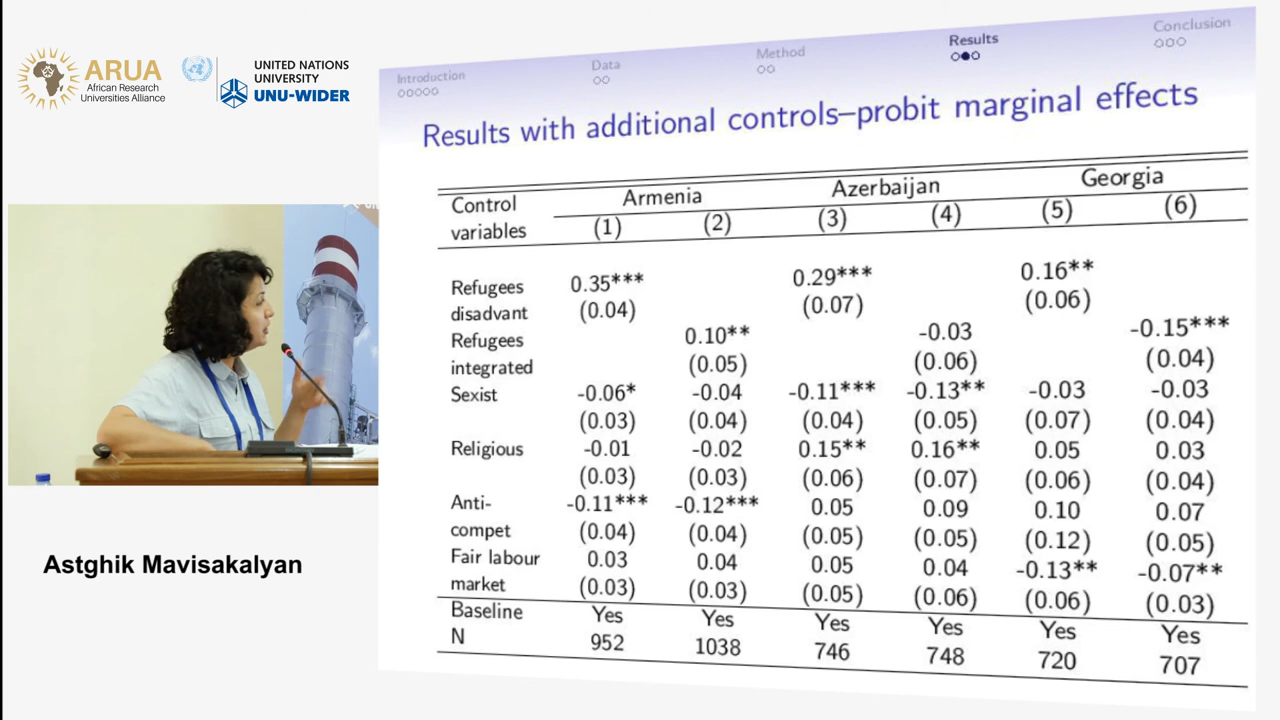 ARUA
African Research
Universities Alliance
UNITED NATIONS
UNIVERSITY
UNU-WIDER
Introduction Data Method Results Conclusion
Results with additional controls–probit marginal effects
Control Armenia Azerbaijan Georgia
variables (1) (2) (3) (4) (5) (6)
Refugees 0.35*** 0.29*** 0.16**
disadvant (0.04) (0.07) (0.06)
Refugees 0.10** -0.03 -0.15***
integrated (0.05) (0.06) (0.04)
Sexist -0.06* -0.04 -0.11*** -0.13** -0.03 -0.03
(0.03) (0.04) (0.04) (0.05) (0.07) (0.04)
Religious -0.01 -0.02 0.15** 0.16** 0.05 0.03
(0.03) (0.03) (0.06) (0.07) (0.06) (0.04)
Anti- -0.11*** -0.12*** 0.05 0.09 0.10 0.07
compet (0.04) (0.04) (0.05) (0.05) (0.12) (0.05)
Fair labour 0.03 0.04 0.05 0.04 -0.13** -0.07**
market (0.03) (0.03) (0.05) (0.06) (0.06) (0.03)
Baseline Yes Yes Yes Yes Yes Yes
N 952 1038 746 748 720 707
Astghik Mavisakalyan